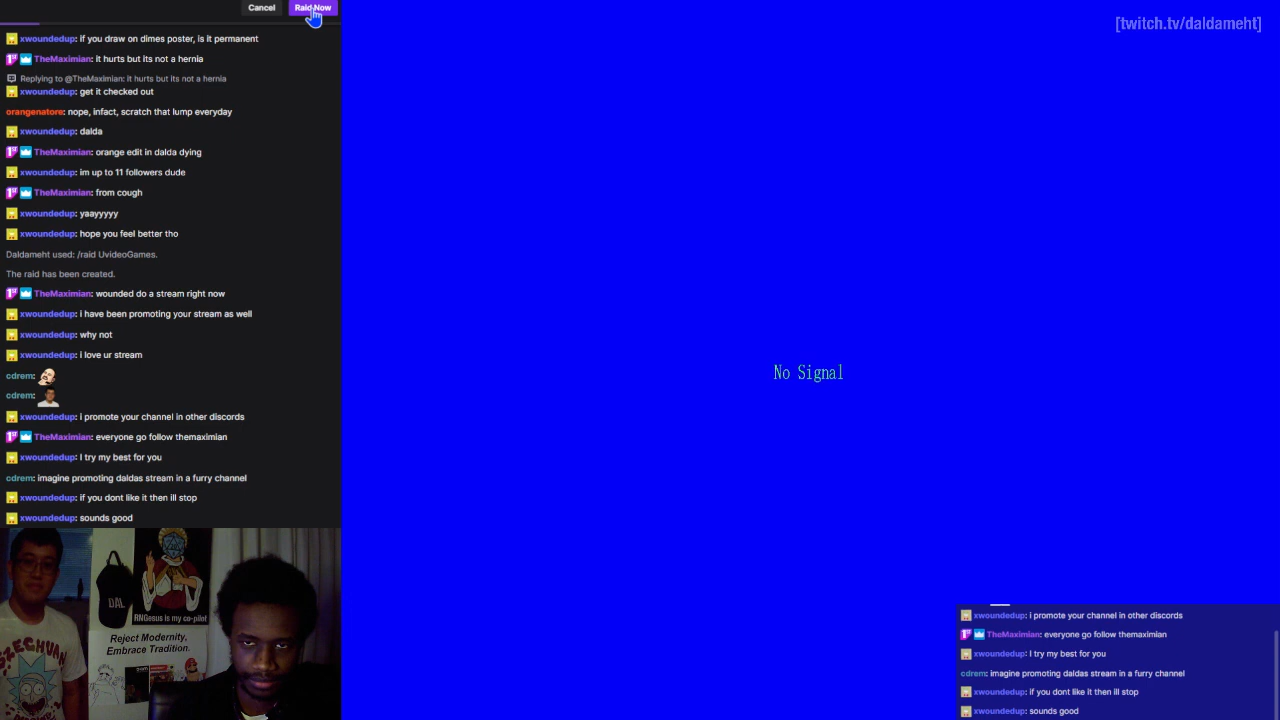 Cancel
Raid Now
[twitch.tv/daldameht]
xwoundedup: if you draw on dimes poster, is it permanent
TheMaximian: it hurts but its not a hernia
Replying to @TheMaximian: it hurts but its not a hernia
xwoundedup: get it checked out
orangenatore: nope, infact, scratch that lump everyday
xwoundedup: dalda
TheMaximian: orange edit in dalda dying
xwoundedup: im up to 11 followers dude
TheMaximian: from cough
xwoundedup: yaayyyyy
xwoundedup: hope you feel better tho
Daldameht used: /raid UvideoGames.
The raid has been created.
TheMaximian: wounded do a stream right now
xwoundedup: i have been promoting your stream as well
xwoundedup: why not
xwoundedup: i love ur stream
cdrem:
cdrem:
xwoundedup: i promote your channel in other discords
TheMaximian: everyone go follow themaximian
xwoundedup: I try my best for you
cdrem: imagine promoting daldas stream in a furry channel
xwoundedup: if you dont like it then ill stop
xwoundedup: sounds good
No Signal
DAL
RNGesus is my co-pilot
Reject Modernity,
Embrace Tradition.
xwoundedup: i promote your channel in other discords
TheMaximian: everyone go follow themaximian
xwoundedup: I try my best for you
cdrem: imagine promoting daldas stream in a furry channel
xwoundedup: if you dont like it then ill stop
xwoundedup: sounds good